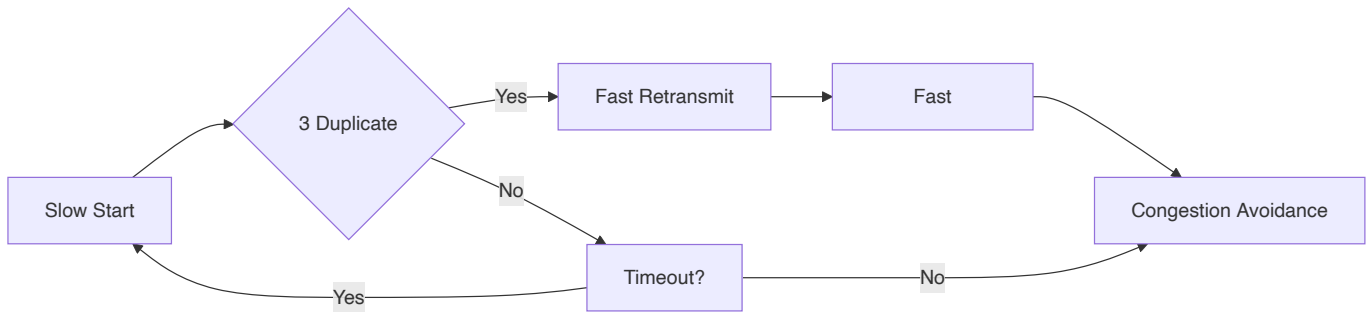 3 Duplicate
Yes
Fast Retransmit
Fast
No
Slow Start
Congestion Avoidance
Timeout?
No
Yes